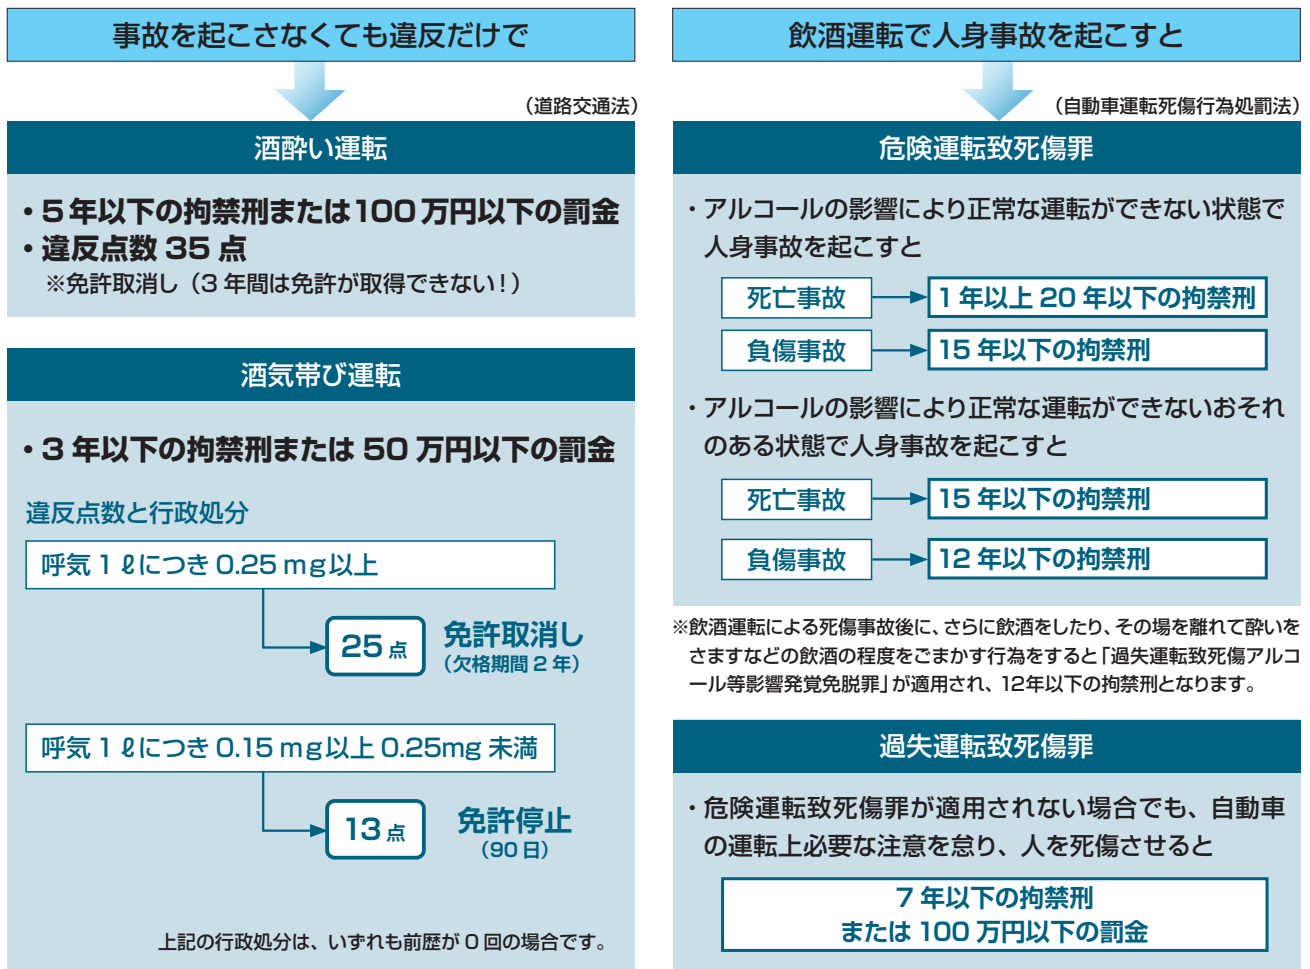 事故を起こさなくても違反だけで
（道路交通法）
酒酔い運転
・5年以下の拘禁刑または100万円以下の罰金
・違反点数 35 点
※免許取消し（3 年間は免許が取得できない！）
酒気帯び運転
・3 年以下の拘禁刑または 50 万円以下の罰金
違反点数と行政処分
呼気 1 ℓにつき 0.25 mg以上
25 点
免許取消し
（欠格期間 2 年）
呼気 1 ℓにつき 0.15 mg以上 0.25mg 未満
13 点
免許停止
（90 日）
上記の行政処分は、いずれも前歴が 0 回の場合です。
飲酒運転で人身事故を起こすと
（自動車運転死傷行為処罰法）
危険運転致死傷罪
・アルコールの影響により正常な運転ができない状態で
人身事故を起こすと
死亡事故
1 年以上 20 年以下の拘禁刑
負傷事故
15 年以下の拘禁刑
・アルコールの影響により正常な運転ができないおそれ
のある状態で人身事故を起こすと
死亡事故
15 年以下の拘禁刑
負傷事故
12 年以下の拘禁刑
※飲酒運転による死傷事故後に、さらに飲酒をしたり、その場を離れて酔いを
さますなどの飲酒の程度をごまかす行為をすると「過失運転致死傷アルコ
ール等影響発覚免脱罪」が適用され、12年以下の拘禁刑となります。
過失運転致死傷罪
・危険運転致死傷罪が適用されない場合でも、自動車
の運転上必要な注意を怠り、人を死傷させると
7 年以下の拘禁刑
または 100 万円以下の罰金